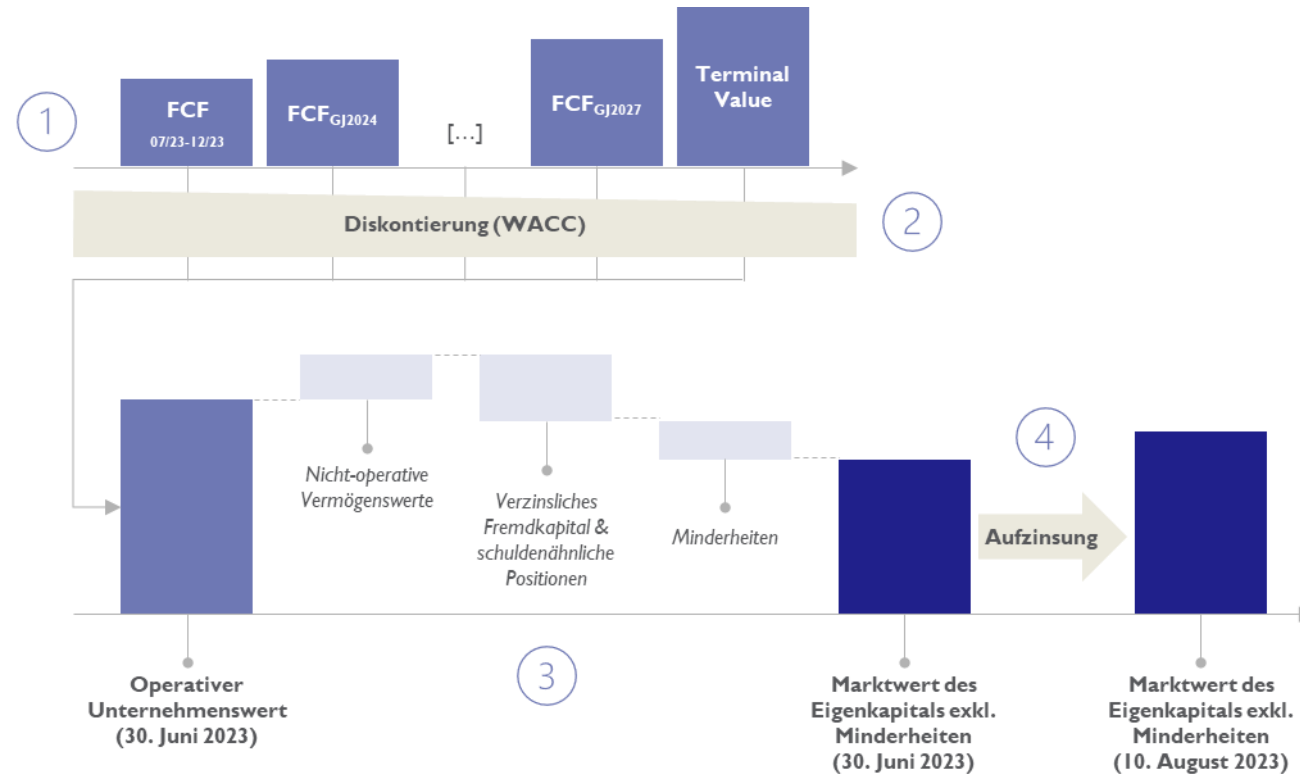 1
FCF
07/23-12/23
FCFGJ2024
[...]
FCFGJ2027
Terminal
Value
Diskontierung (WACC)
2
Nicht-operative
Vermögenswerte
Verzinsliches
Fremdkapital &
schuldenähnliche
Positionen
Minderheiten
4
Aufzinsung
3
Operativer
Unternehmenswert
(30. Juni 2023)
Marktwert des
Eigenkapitals exkl.
Minderheiten
(30. Juni 2023)
Marktwert des
Eigenkapitals exkl.
Minderheiten
(10. August 2023)